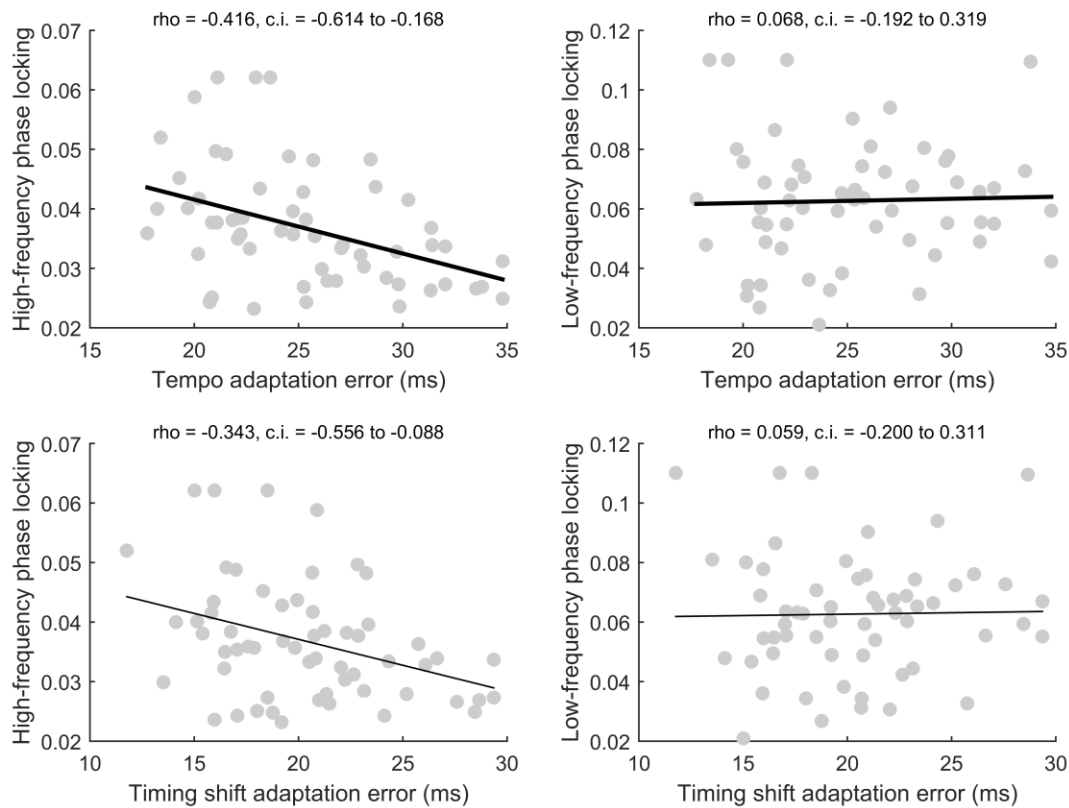 rho = -0.416, c.i. = -0.614 to -0.168
0.07
0.06
0.05
0.04
0.03
0.02
High-frequency phase locking
15 20 25 30 35
Tempo adaptation error (ms)
rho = 0.068, c.i. = -0.192 to 0.319
0.12
0.1
0.08
0.06
0.04
0.02
Low-frequency phase locking
15 20 25 30 35
Tempo adaptation error (ms)
rho = -0.343, c.i. = -0.556 to -0.088
0.07
0.06
0.05
0.04
0.03
0.02
High-frequency phase locking
10 15 20 25 30
Timing shift adaptation error (ms)
rho = 0.059, c.i. = -0.200 to 0.311
0.12
0.1
0.08
0.06
0.04
0.02
Low-frequency phase locking
10 15 20 25 30
Timing shift adaptation error (ms)